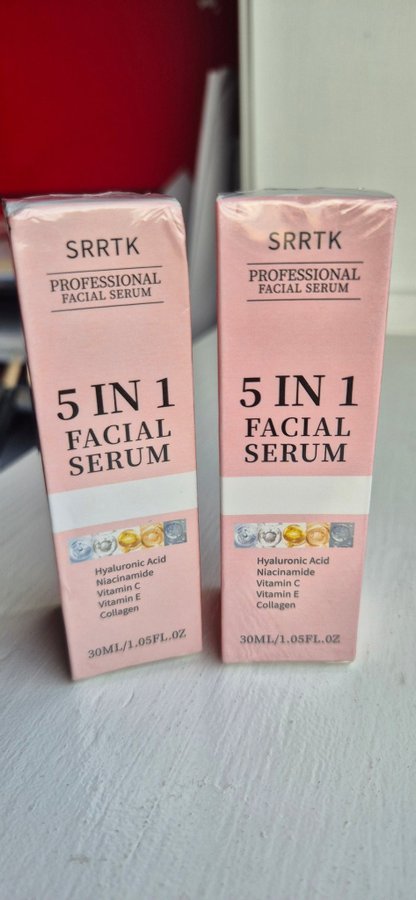 SRRTK
PROFESSIONAL
FACIAL SERUM
5 IN 1
FACIAL
SERUM
Hyaluronic Acid
Niacinamide
Vitamin C
Vitamin E
Collagen
30ML/1.05FL.OZ
SRRTK
PROFESSIONAL
FACIAL SERUM
5 IN 1
FACIAL
SERUM
Hyaluronic Acid
Niacinamide
Vitamin C
Vitamin E
Collagen
30ML/1.05FL.OZ